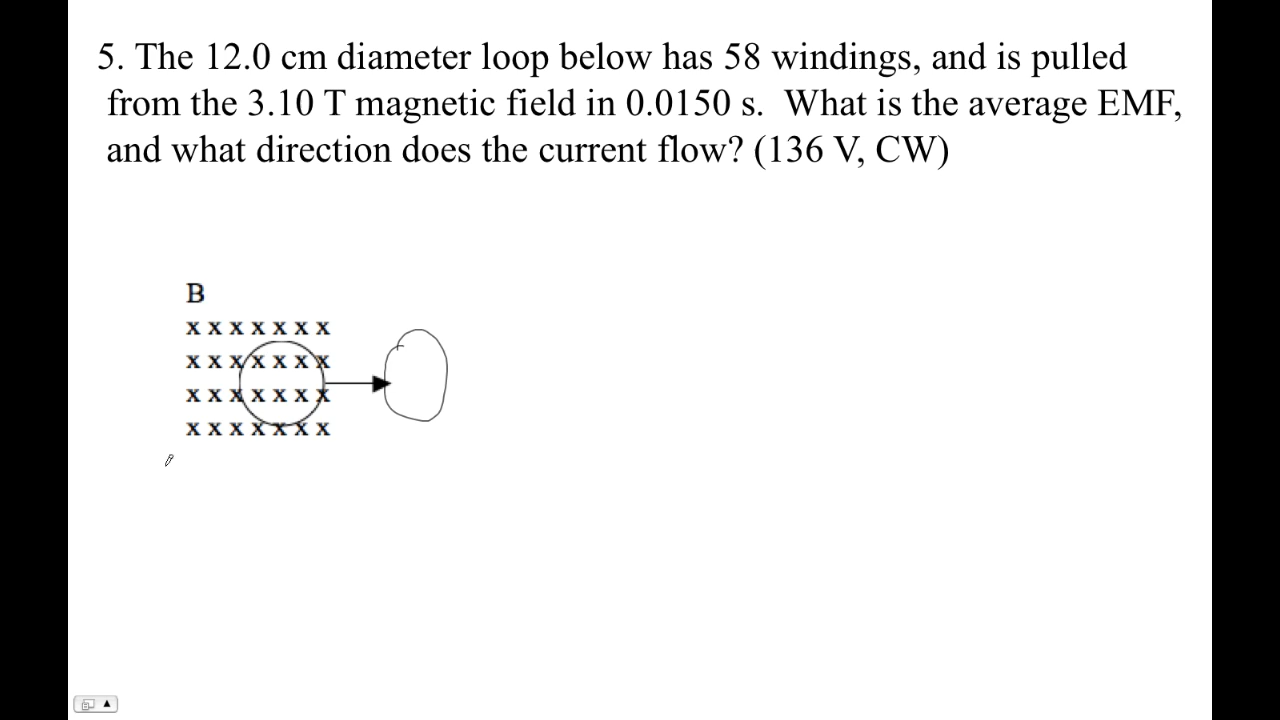 5. The 12.0 cm diameter loop below has 58 windings, and is pulled
from the 3.10 T magnetic field in 0.0150 s. What is the average EMF,
and what direction does the current flow? (136 V, CW)
B
x x x x x x x
x x x x x x x
x x x x x x x
x x x x x x x